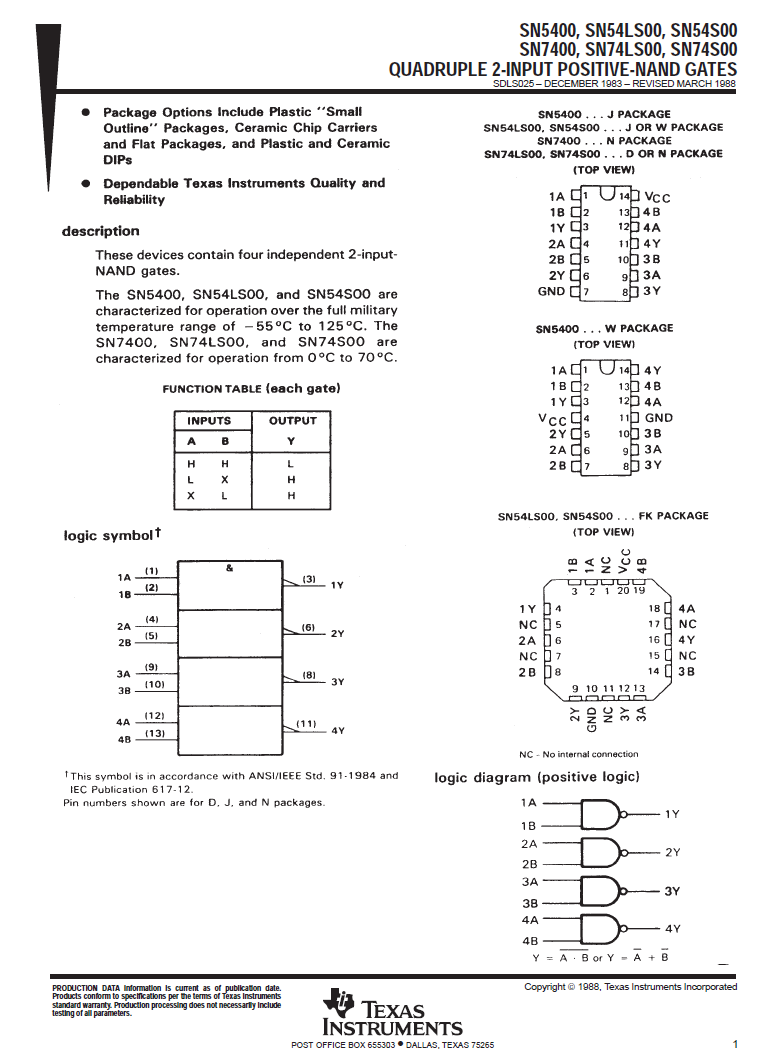 SN5400, SN54LS00, SN54S00
SN7400, SN74LS00, SN74S00
QUADRUPLE 2-INPUT POSITIVE-NAND GATES
SDLS025 – DECEMBER 1983 – REVISED MARCH 1988
● Package Options Include Plastic ''Small
Outline'' Packages, Ceramic Chip Carriers
and Flat Packages, and Plastic and Ceramic
DIPs
● Dependable Texas Instruments Quality and
Reliability
description
These devices contain four independent 2-input-
NAND gates.
The SN5400, SN54LS00, and SN54S00 are
characterized for operation over the full military
temperature range of −55°C to 125°C. The
SN7400, SN74LS00, and SN74S00 are
characterized for operation from 0°C to 70°C.
FUNCTION TABLE (each gate)
INPUTS OUTPUT
A B Y
H H L
L X H
X L H
logic symbol†
&
1A (1)
1B (2)
(3) 1Y
2A (4)
2B (5)
(6) 2Y
3A (9)
3B (10)
(8) 3Y
4A (12)
4B (13)
(11) 4Y
†This symbol is in accordance with ANSI/IEEE Std. 91-1984 and
IEC Publication 617-12.
Pin numbers shown are for D, J, and N packages.
SN5400 . . . J PACKAGE
SN54LS00, SN54S00 . . . J OR W PACKAGE
SN7400 . . . N PACKAGE
SN74LS00, SN74S00 . . . D OR N PACKAGE
(TOP VIEW)
1A 1 14 VCC
1B 2 13 4B
1Y 3 12 4A
2A 4 11 4Y
2B 5 10 3B
2Y 6 9 3A
GND 7 8 3Y
SN5400 . . . W PACKAGE
(TOP VIEW)
1A 1 14 4Y
1B 2 13 4B
1Y 3 12 4A
VCC 4 11 GND
2Y 5 10 3B
2A 6 9 3A
2B 7 8 3Y
SN54LS00, SN54S00 . . . FK PACKAGE
(TOP VIEW)
1B 1A NC VCC 4B
3 2 1 20 19
1Y 4 18 4A
NC 5 17 NC
2A 6 16 4Y
NC 7 15 NC
2B 8 14 3B
9 10 11 12 13
2Y GND NC 3Y 3A
NC - No internal connection
logic diagram (positive logic)
1A
1B
1Y
2A
2B
2Y
3A
3B
3Y
4A
4B
4Y
Y = A̅ ̅·̅ ̅B̅ or Y = A̅ + B̅
PRODUCTION DATA information is current as of publication date.
Products conform to specifications per the terms of Texas Instruments
standard warranty. Production processing does not necessarily include
testing of all parameters.
Copyright © 1988, Texas Instruments Incorporated
TEXAS
INSTRUMENTS
POST OFFICE BOX 655303 ● DALLAS, TEXAS 75265
1